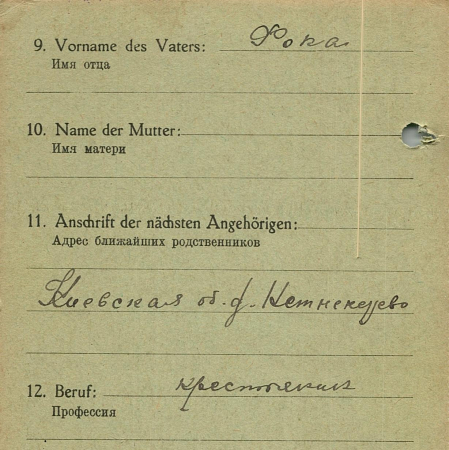 9. Vorname des Vaters: Фока
Имя отца
10. Name der Mutter:
Имя матери
11. Anschrift der nächsten Angehörigen:
Адрес ближайших родственников
Киевская об. д.
12. Beruf: крестьянин
Профессия